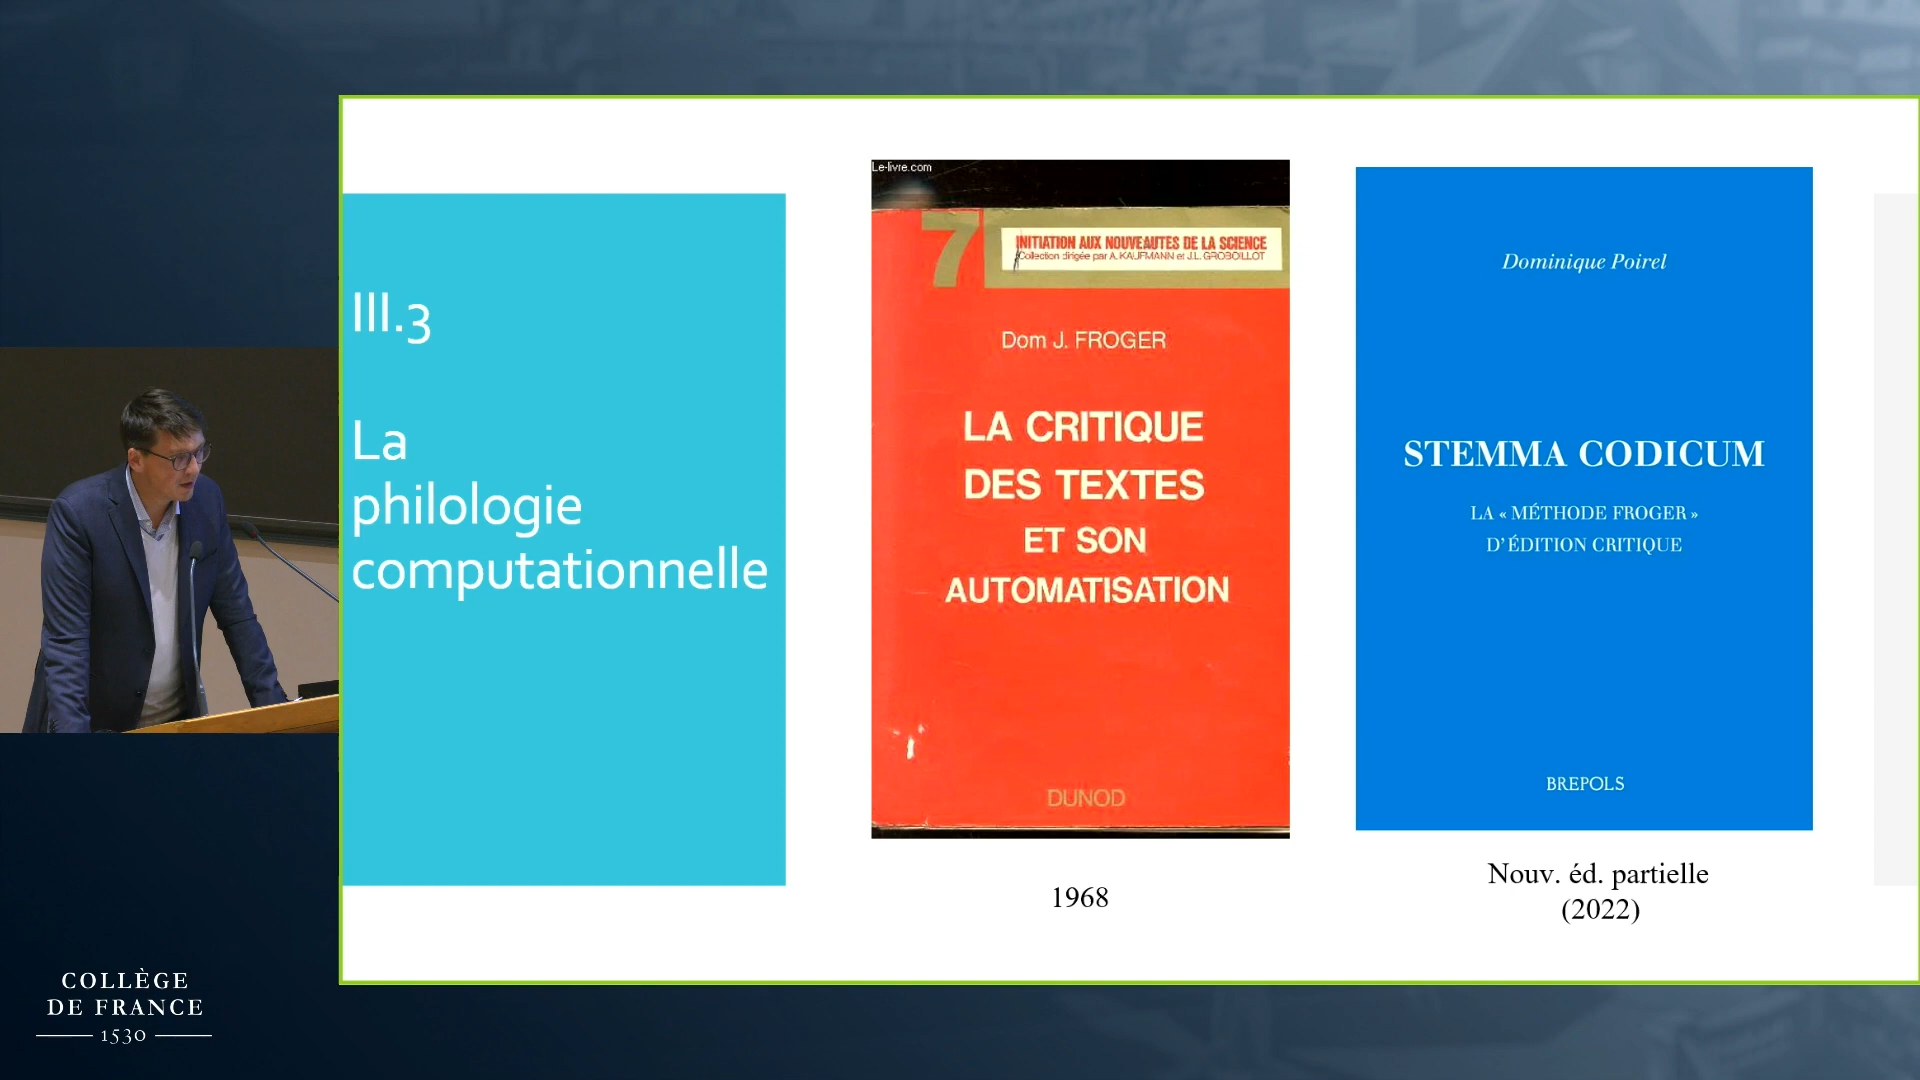 III.3
La
philologie
computationnelle
Le-livre.com
7
INITIATION AUX NOUVEAUTES DE LA SCIENCE
Collection dirigée par A. KAUFMANN et J.L. GROBOILLOT
Dom J. FROGER
LA CRITIQUE
DES TEXTES
ET SON
AUTOMATISATION
DUNOD
1968
Dominique Poirel
STEMMA CODICUM
LA « MÉTHODE FROGER »
D'ÉDITION CRITIQUE
BREPOLS
Nouv. éd. partielle
(2022)
COLLÈGE
DE FRANCE
1530